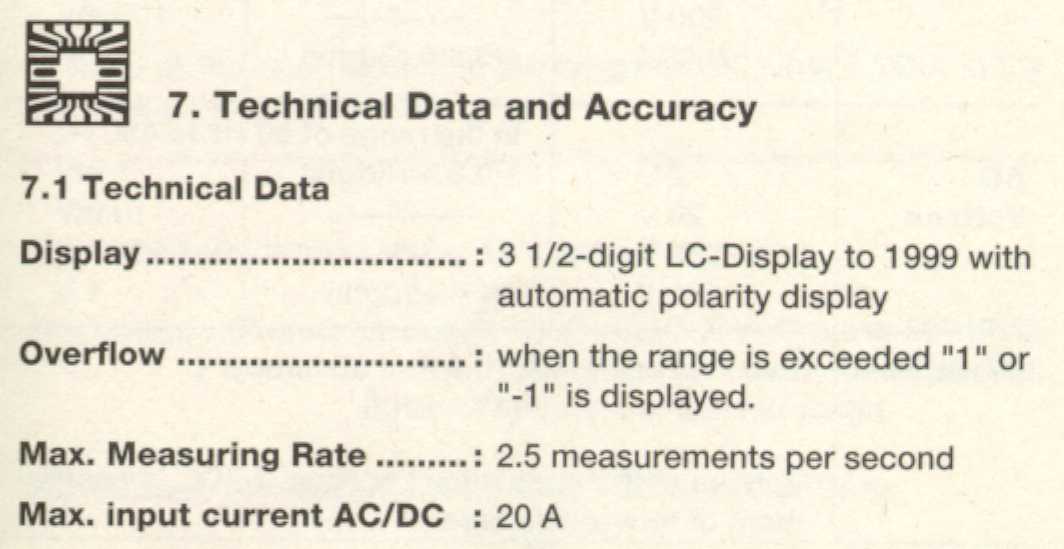 7. Technical Data and Accuracy
7.1 Technical Data
Display ............................... : 3 1/2-digit LC-Display to 1999 with
automatic polarity display
Overflow ............................ : when the range is exceeded "1" or
"-1" is displayed.
Max. Measuring Rate ......... : 2.5 measurements per second
Max. input current AC/DC : 20 A